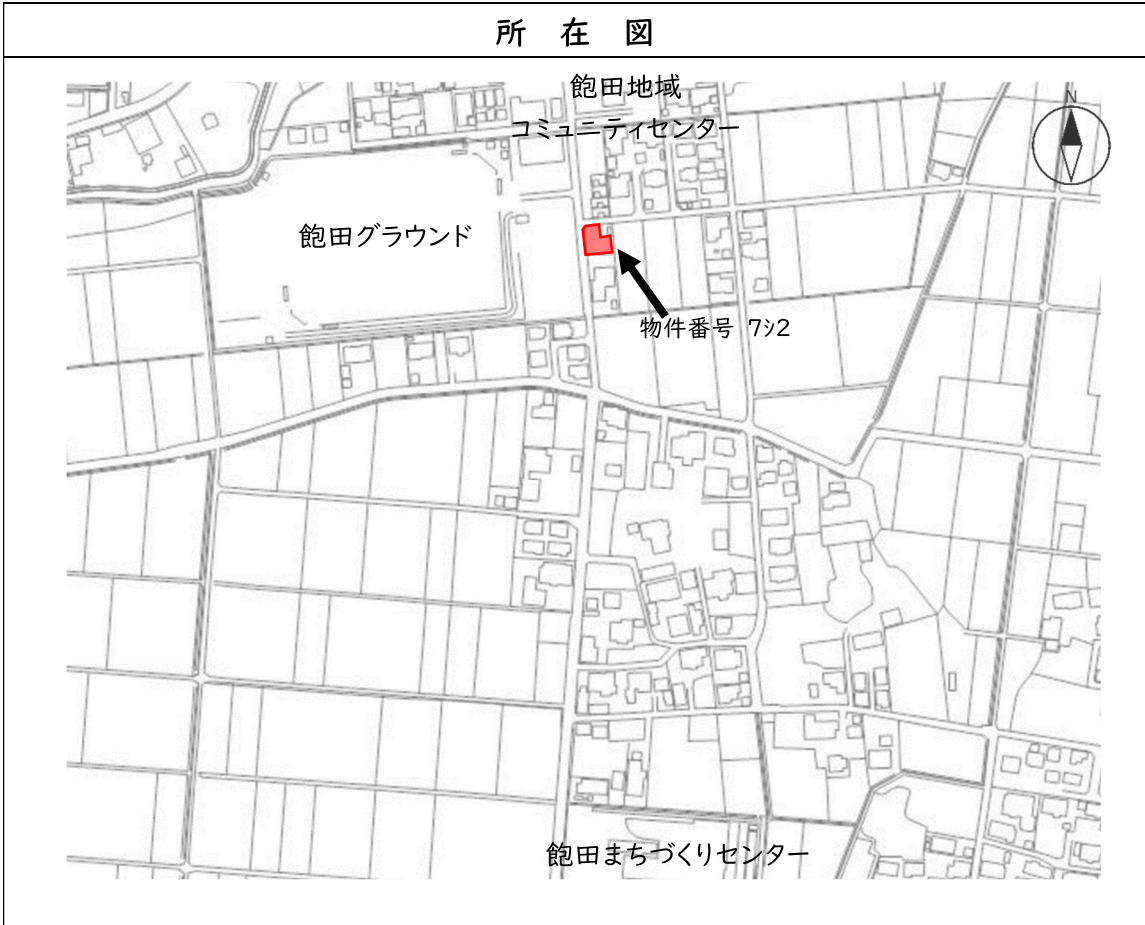 所 在 図
飽田地域
コミュニティセンター
N
飽田グラウンド
物件番号 7ｼ2
飽田まちづくりセンター